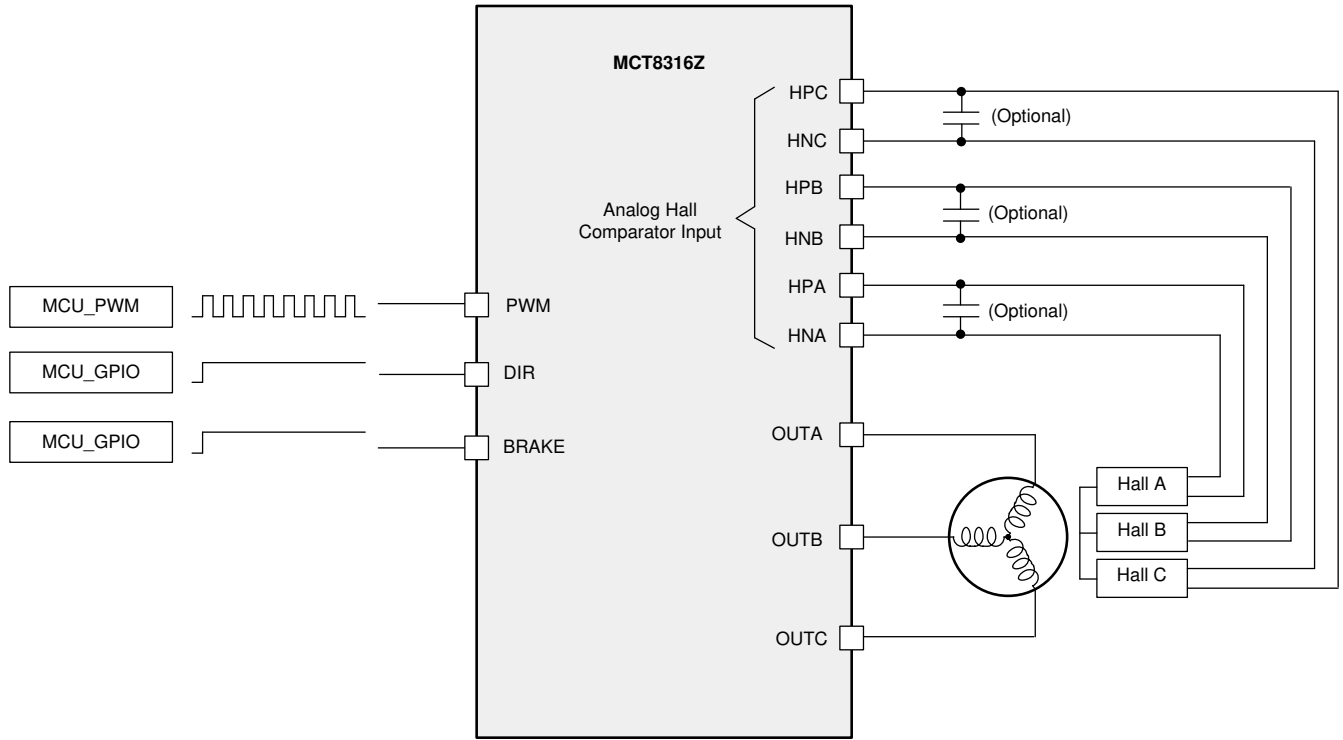 MCT8316Z
HPC
(Optional)
HNC
HPB
Analog Hall
Comparator Input
(Optional)
HNB
HPA
MCU_PWM
PWM
(Optional)
HNA
MCU_GPIO
DIR
MCU_GPIO
BRAKE
OUTA
Hall A
OUTB
Hall B
Hall C
OUTC